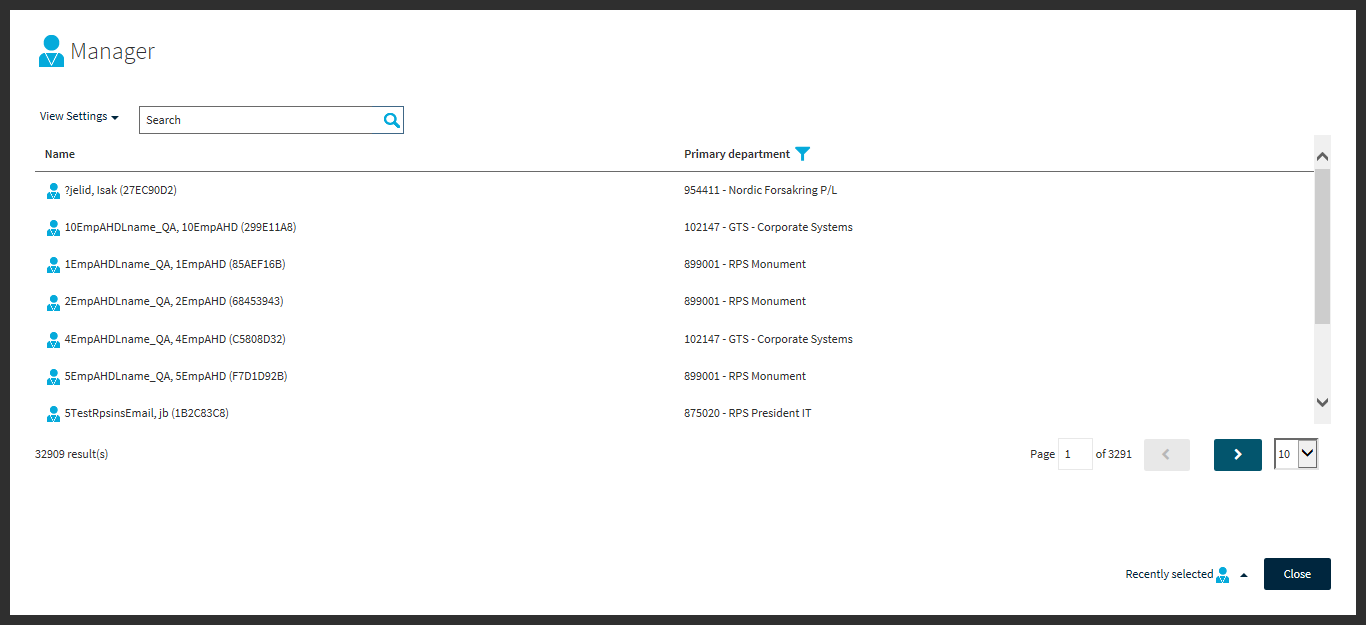 Manager
View Settings
Search
Name Primary department
?jelid, Isak (27EC90D2) 954411 - Nordic Forsakring P/L
10EmpAHDLname_QA, 10EmpAHD (299E11A8) 102147 - GTS - Corporate Systems
1EmpAHDLname_QA, 1EmpAHD (85AEF16B) 899001 - RPS Monument
2EmpAHDLname_QA, 2EmpAHD (68453943) 899001 - RPS Monument
4EmpAHDLname_QA, 4EmpAHD (C5808D32) 102147 - GTS - Corporate Systems
5EmpAHDLname_QA, 5EmpAHD (F7D1D92B) 899001 - RPS Monument
5TestRpsinsEmail, jb (1B2C83C8) 875020 - RPS President IT
32909 result(s) Page 1 of 3291 10
Recently selected Close